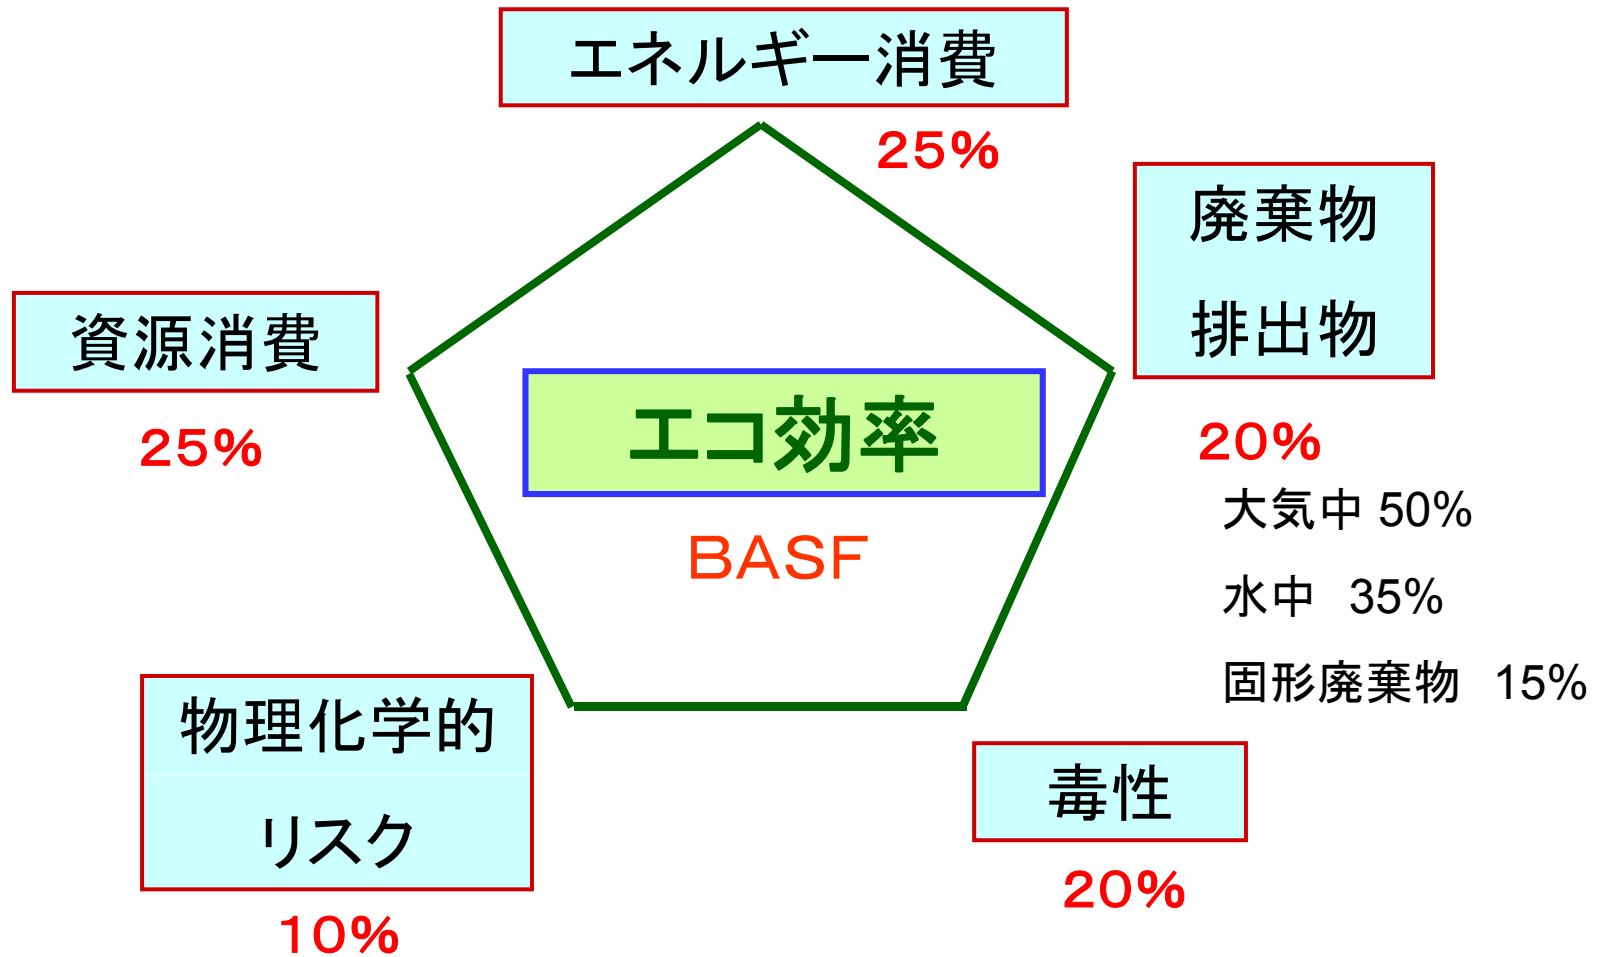 エネルギー消費
25%
廃棄物
排出物
20%
大気中 50%
水中　35%
固形廃棄物　15%
資源消費
25%
エコ効率
BASF
物理化学的
リスク
10%
毒性
20%